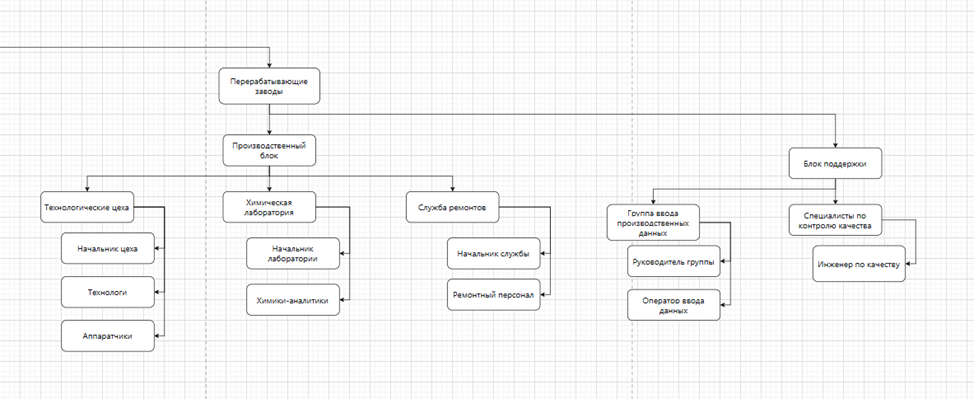 Перерабатывающие
заводы
Производственный
блок
Блок поддержки
Технологические цеха
Начальник цеха
Технологи
Аппаратчики
Химическая
лаборатория
Начальник
лаборатории
Химики-аналитики
Служба ремонтов
Начальник службы
Ремонтный персонал
Группа ввода
производственных
данных
Руководитель группы
Оператор ввода
данных
Специалисты по
контролю качества
Инженер по качеству